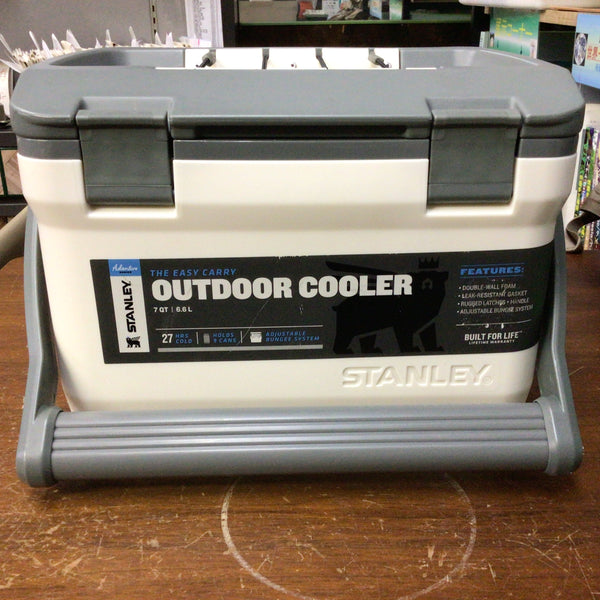 Adventure
STANLEY
THE EASY CARRY
OUTDOOR COOLER
7 QT | 6.6 L
27 HRS COLD
HOLDS 9 CANS
ADJUSTABLE BUNGEE SYSTEM
FEATURES:
• DOUBLE-WALL FOAM
• LEAK-RESISTANT GASKET
• RUGGED LATCHES + HANDLE
• ADJUSTABLE BUNGEE SYSTEM
BUILT FOR LIFE™
LIFETIME WARRANTY
STANLEY®